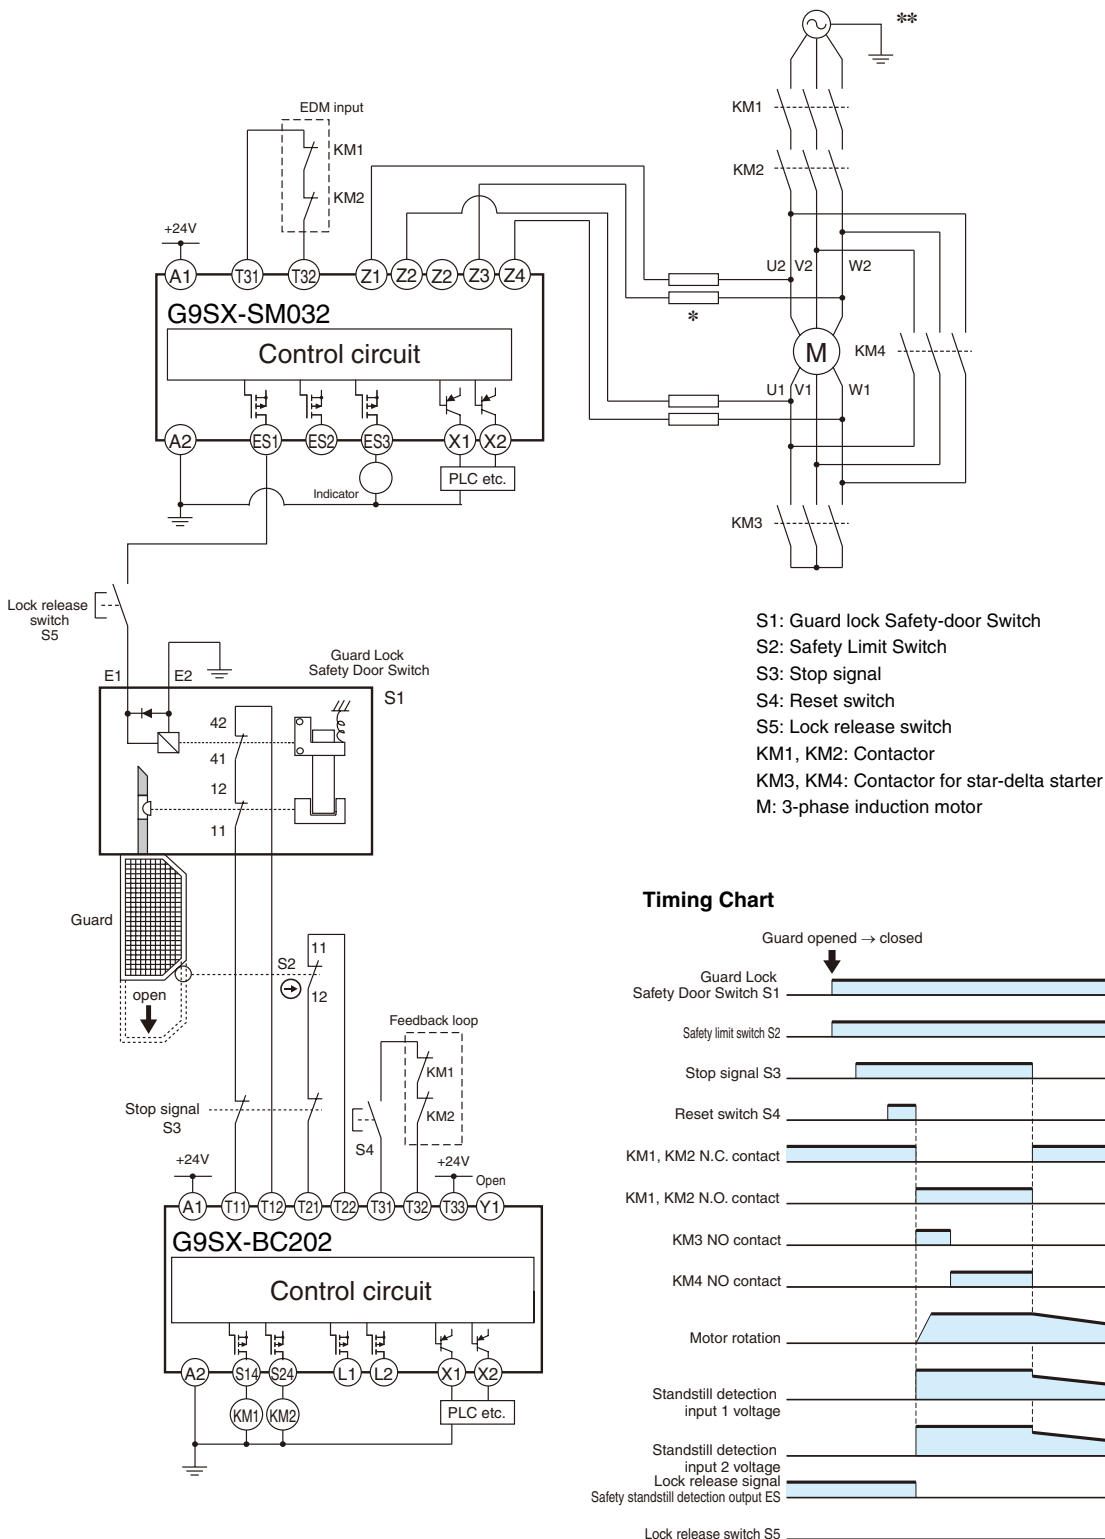 **
KM1
EDM input
KM1
KM2
KM2
+24V
A1 T31 T32 Z1 Z2 Z2 Z3 Z4
U2 V2 W2
G9SX-SM032
*
Control circuit
M
KM4
U1 V1 W1
A2 ES1 ES2 ES3 X1 X2
PLC etc.
Indicator
KM3
Lock release
switch
S5
S1: Guard lock Safety-door Switch
S2: Safety Limit Switch
S3: Stop signal
S4: Reset switch
S5: Lock release switch
KM1, KM2: Contactor
KM3, KM4: Contactor for star-delta starter
M: 3-phase induction motor
Guard Lock
Safety Door Switch
E1 E2
S1
42
41
12
11
Guard
open
S2
11
12
Feedback loop
KM1
KM2
Stop signal
S3
S4
+24V
+24V
Open
A1 T11 T12 T21 T22 T31 T32 T33 Y1
G9SX-BC202
Control circuit
A2 S14 S24 L1 L2 X1 X2
KM1 KM2
PLC etc.
Timing Chart
Guard opened → closed
Guard Lock
Safety Door Switch S1
Safety limit switch S2
Stop signal S3
Reset switch S4
KM1, KM2 N.C. contact
KM1, KM2 N.O. contact
KM3 NO contact
KM4 NO contact
Motor rotation
Standstill detection
input 1 voltage
Standstill detection
input 2 voltage
Lock release signal
Safety standstill detection output ES
Lock release switch S5